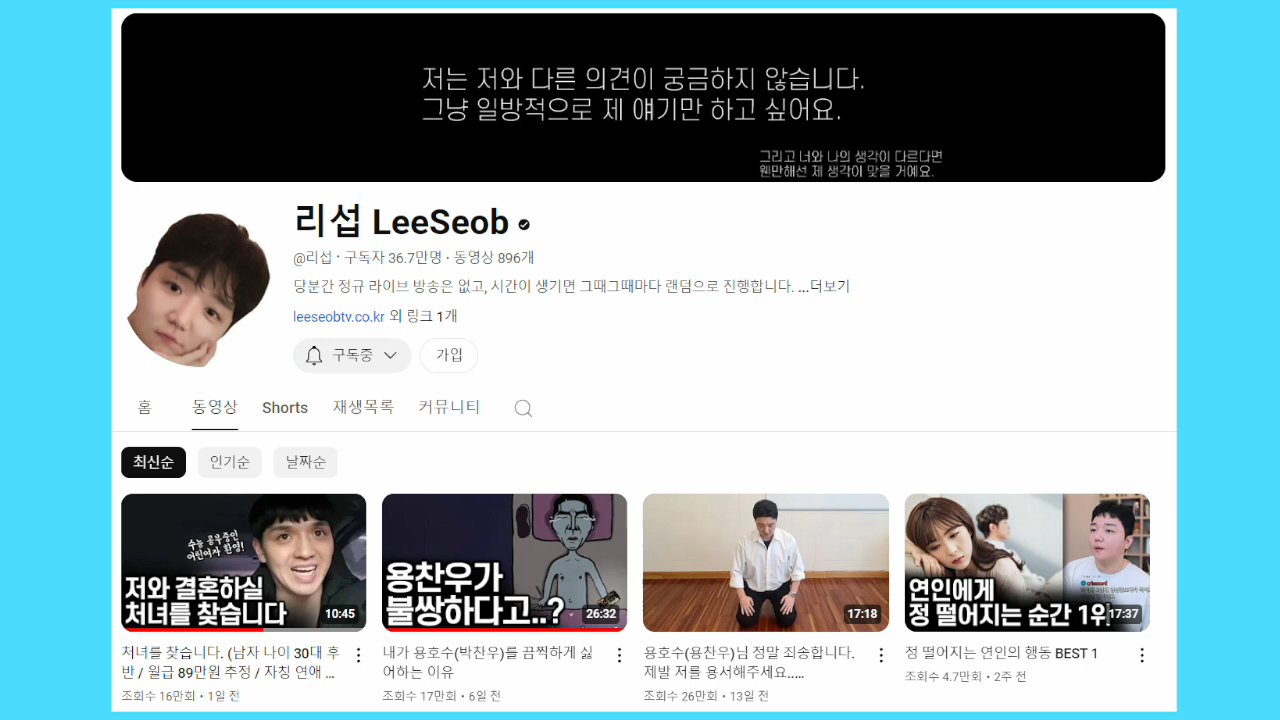 저는 저와 다른 의견이 궁금하지 않습니다.
그냥 일방적으로 제 얘기만 하고 싶어요.
그리고 너와 나의 생각이 다르다면
웬만해선 제 생각이 맞을 거에요.
리섭 LeeSeob
@리섭 · 구독자 36.7만명 · 동영상 896개
당분간 정규 라이브 방송은 없고, 시간이 생기면 그때그때마다 랜덤으로 진행합니다. ...더보기
leeseobtv.co.kr 외 링크 1개
구독중 가입
홈 동영상 Shorts 재생목록 커뮤니티
최신순 인기순 날짜순
수능 공부중인
어린여자 환영!
저와 결혼하실
처녀를 찾습니다
10:45
처녀를 찾습니다. (남자 나이 30대 후
반 / 월급 89만원 추정 / 자칭 연애 ...
조회수 16만회 • 1일 전
용찬우가
불쌍하다고..?
26:32
내가 용호수(박찬우)를 끔찍하게 싫
어하는 이유
조회수 17만회 • 6일 전
17:18
용호수(용찬우)님 정말 죄송합니다.
제발 저를 용서해주세요.....
조회수 26만회 • 13일 전
연인에게
정 떨어지는 순간 1위
17:37
정 떨어지는 연인의 행동 BEST 1
조회수 4.7만회 • 2주 전